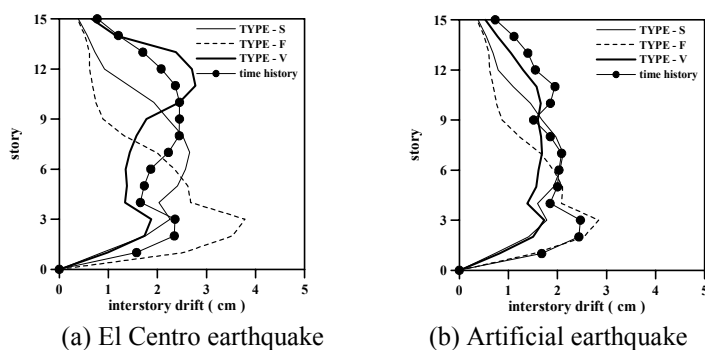 15
12
9
6
3
0
story
TYPE - S
TYPE - F
TYPE - V
time history
0 1 2 3 4 5
interstory drift ( cm )
(a) El Centro earthquake
15
12
9
6
3
0
story
TYPE - S
TYPE - F
TYPE - V
time history
0 1 2 3 4 5
interstory drift ( cm )
(b) Artificial earthquake